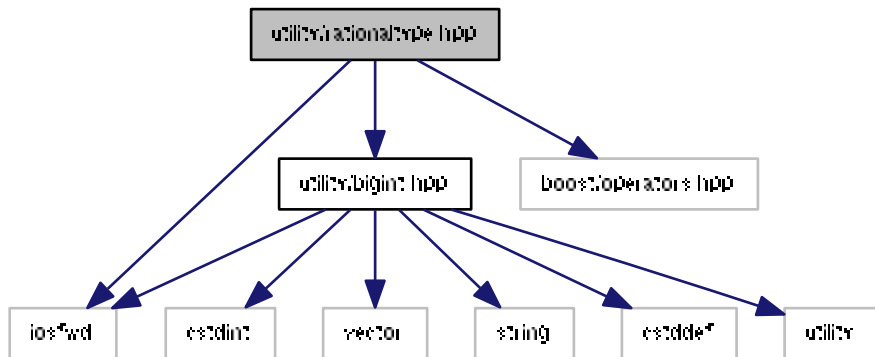 utility/rationaltype.hpp
utility/bigint.hpp
boost/operators.hpp
iosfwd
cstdint
vector
string
cstddef
utility